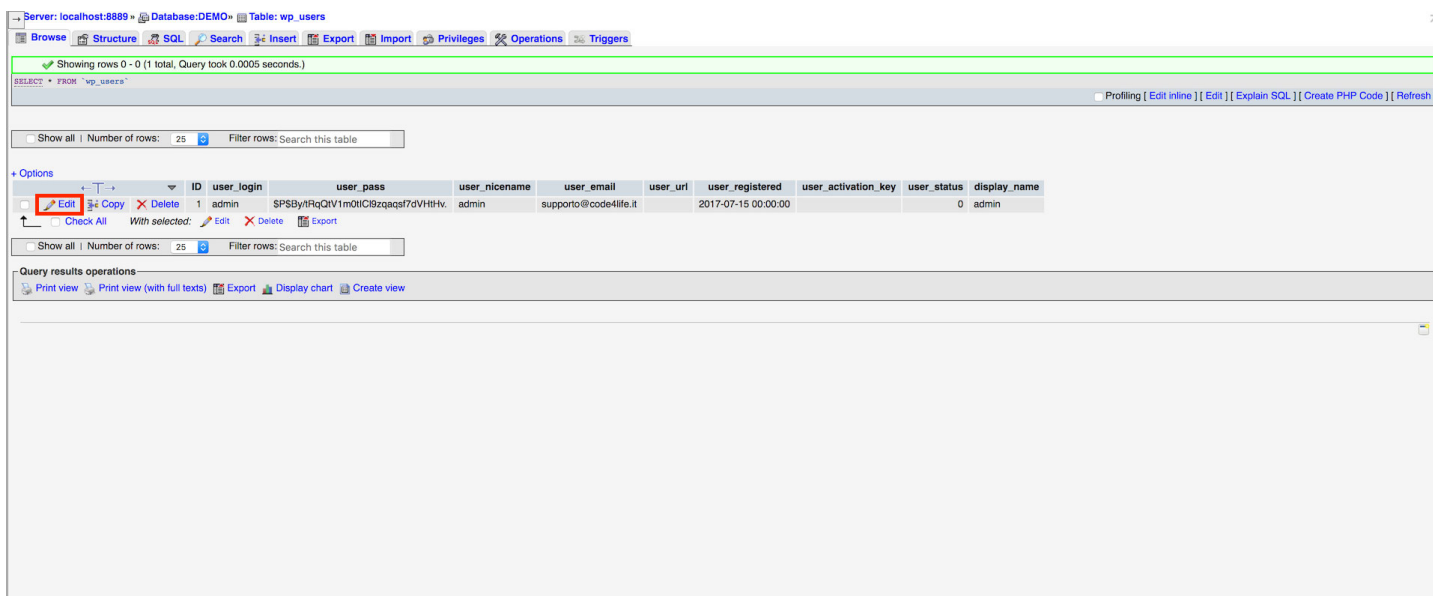 Server: localhost:8889 » Database:DEMO» Table: wp_users
Browse Structure SQL Search Insert Export Import Privileges Operations Triggers
Showing rows 0 - 0 (1 total, Query took 0.0005 seconds.)
SELECT * FROM `wp_users`
Profiling [ Edit inline ] [ Edit ] [ Explain SQL ] [ Create PHP Code ] [ Refresh
Show all | Number of rows: 25 Filter rows: Search this table
+ Options
←T→ ID user_login user_pass user_nicename user_email user_url user_registered user_activation_key user_status display_name
Edit Copy Delete 1 admin admin supporto@code4life.it 2017-07-15 00:00:00 0 admin
Check All With selected: Edit Delete Export
Show all | Number of rows: 25 Filter rows: Search this table
Query results operations
Print view Print view (with full texts) Export Display chart Create view